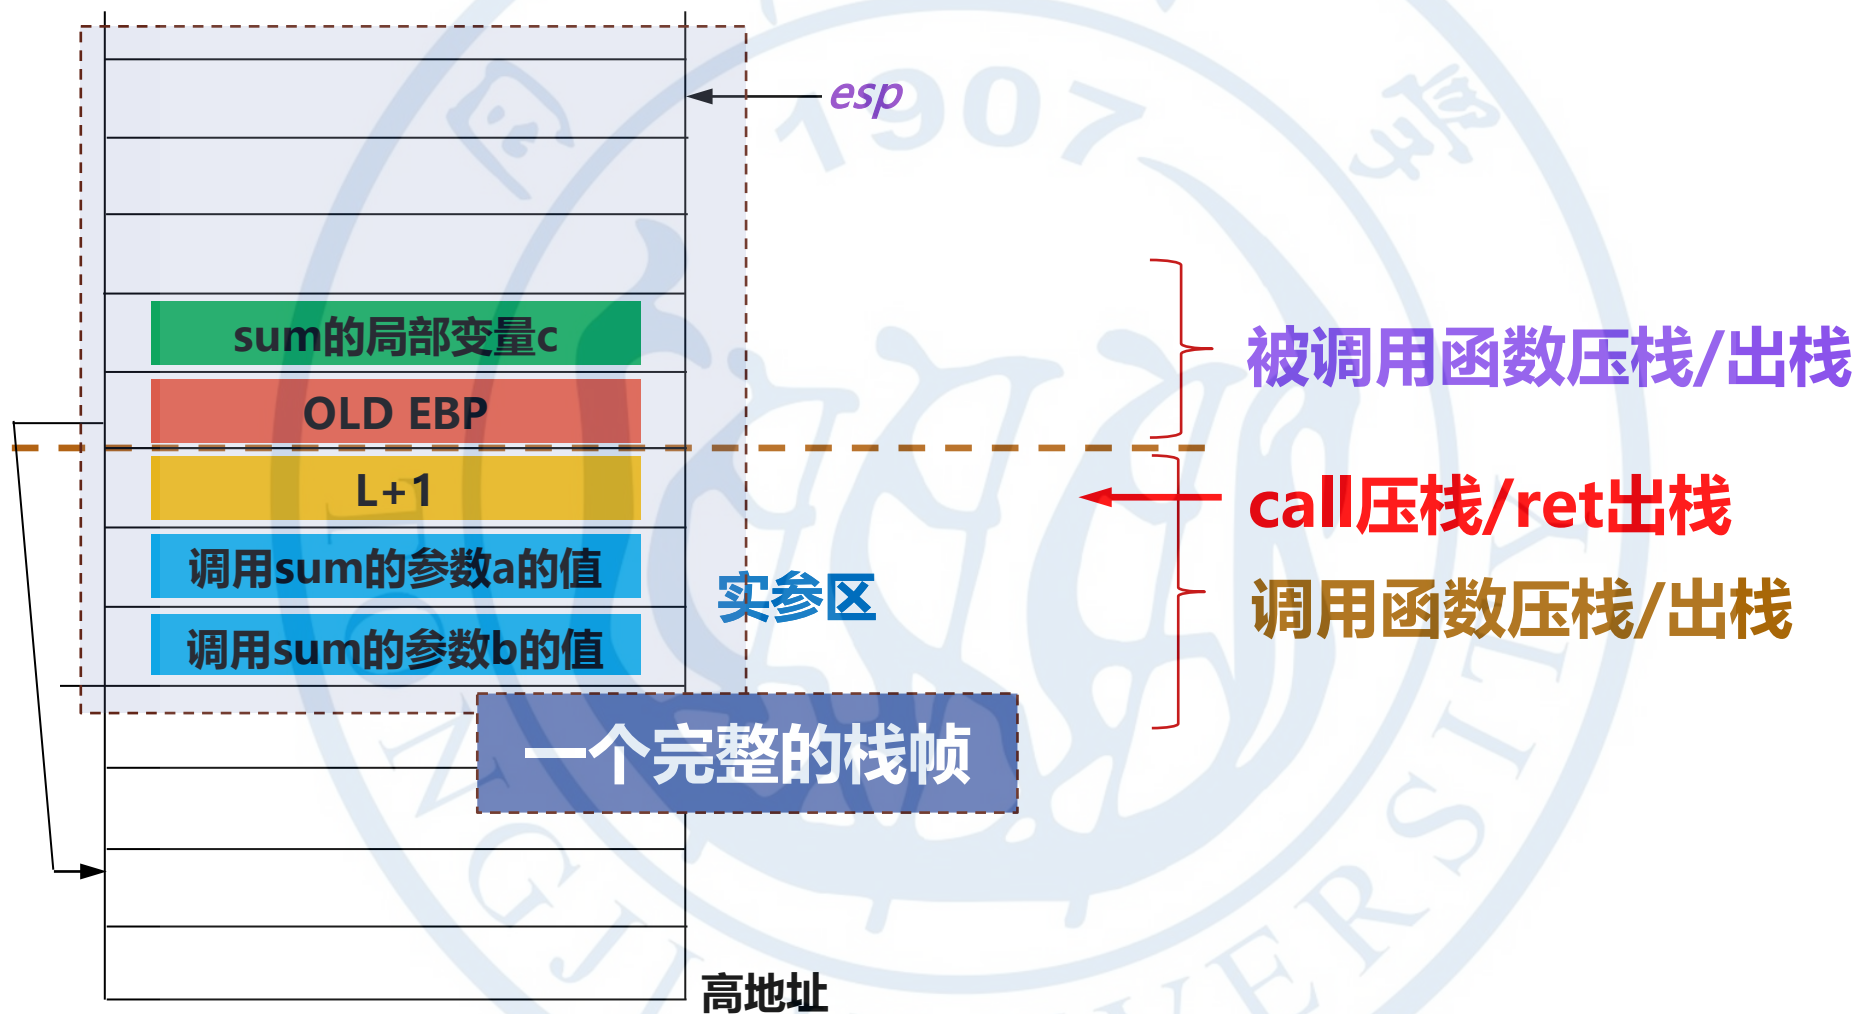 esp
1907
sum的局部变量c
被调用函数压栈/出栈
OLD EBP
L+1
call压栈/ret出栈
调用sum的参数a的值
实参区
调用函数压栈/出栈
调用sum的参数b的值
一个完整的栈帧
高地址